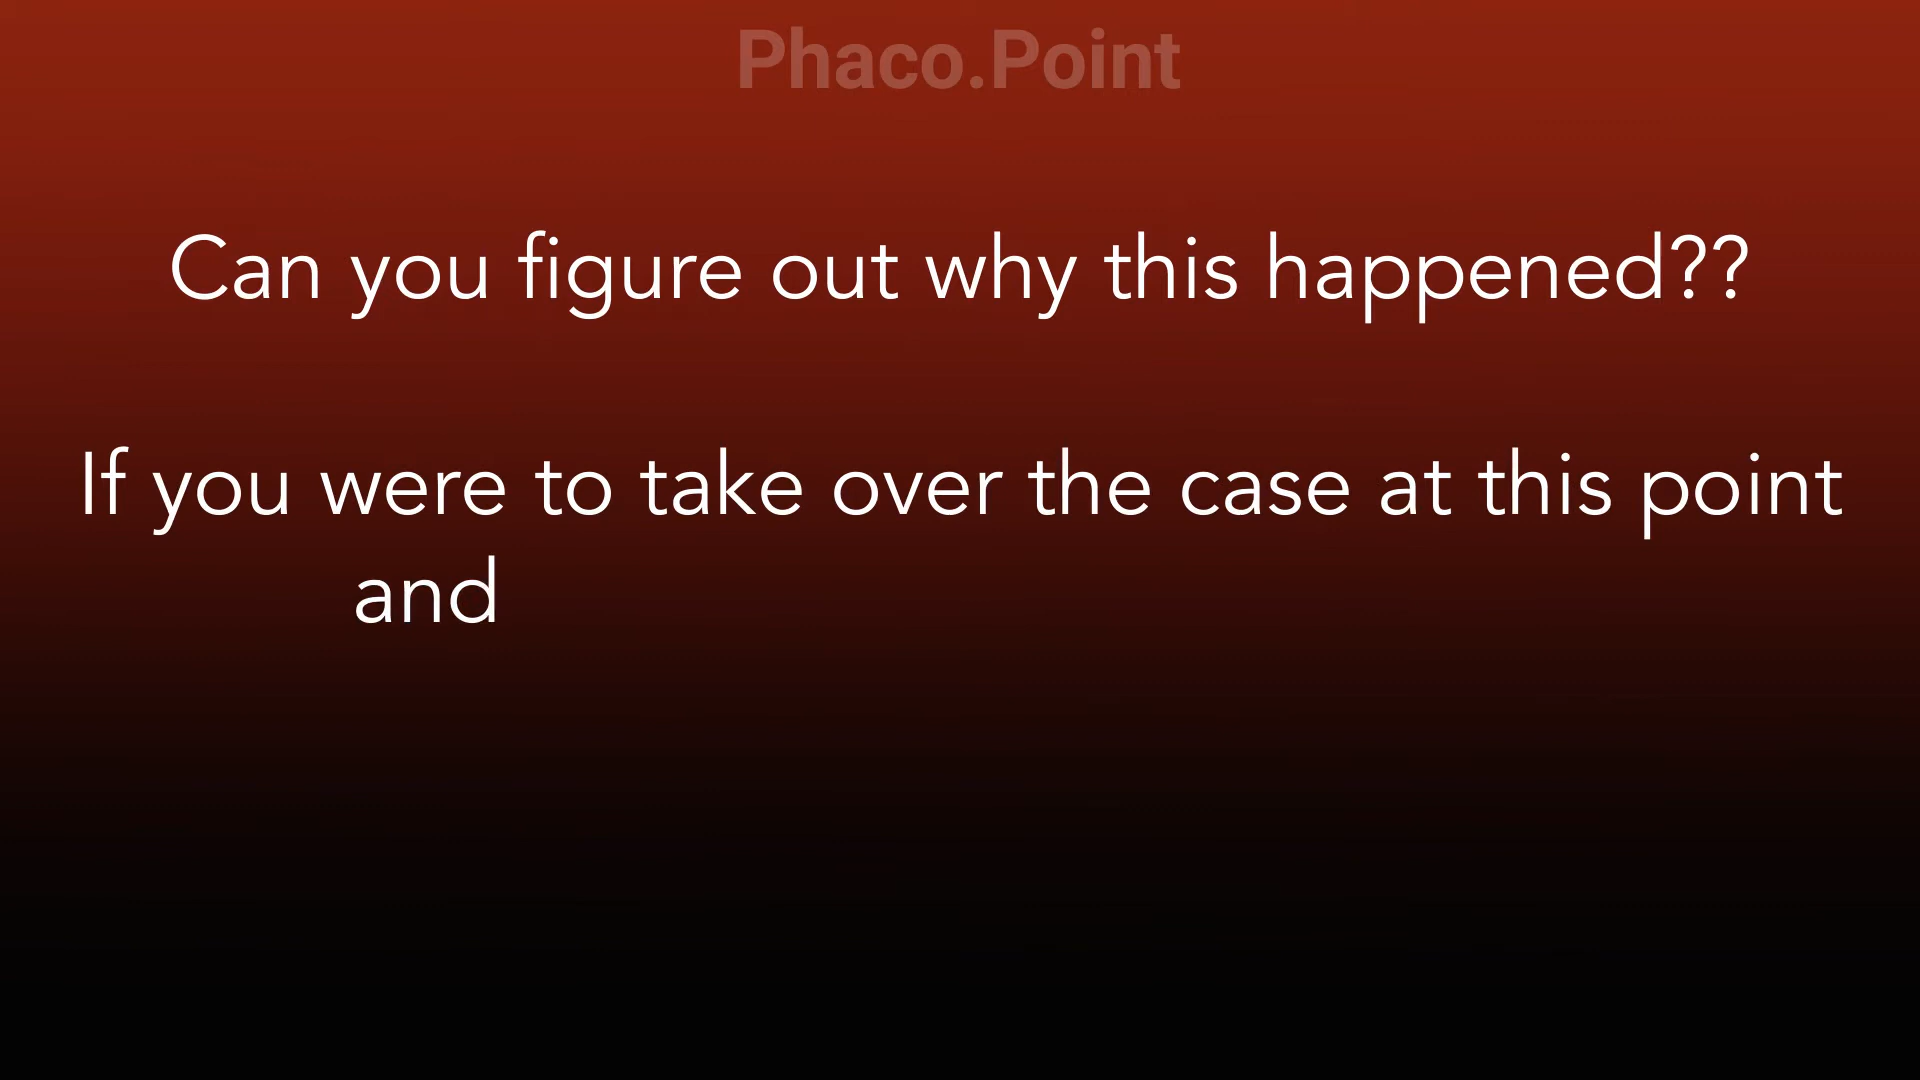 Phaco.Point
Can you figure out why this happened??
If you were to take over the case at this point
and